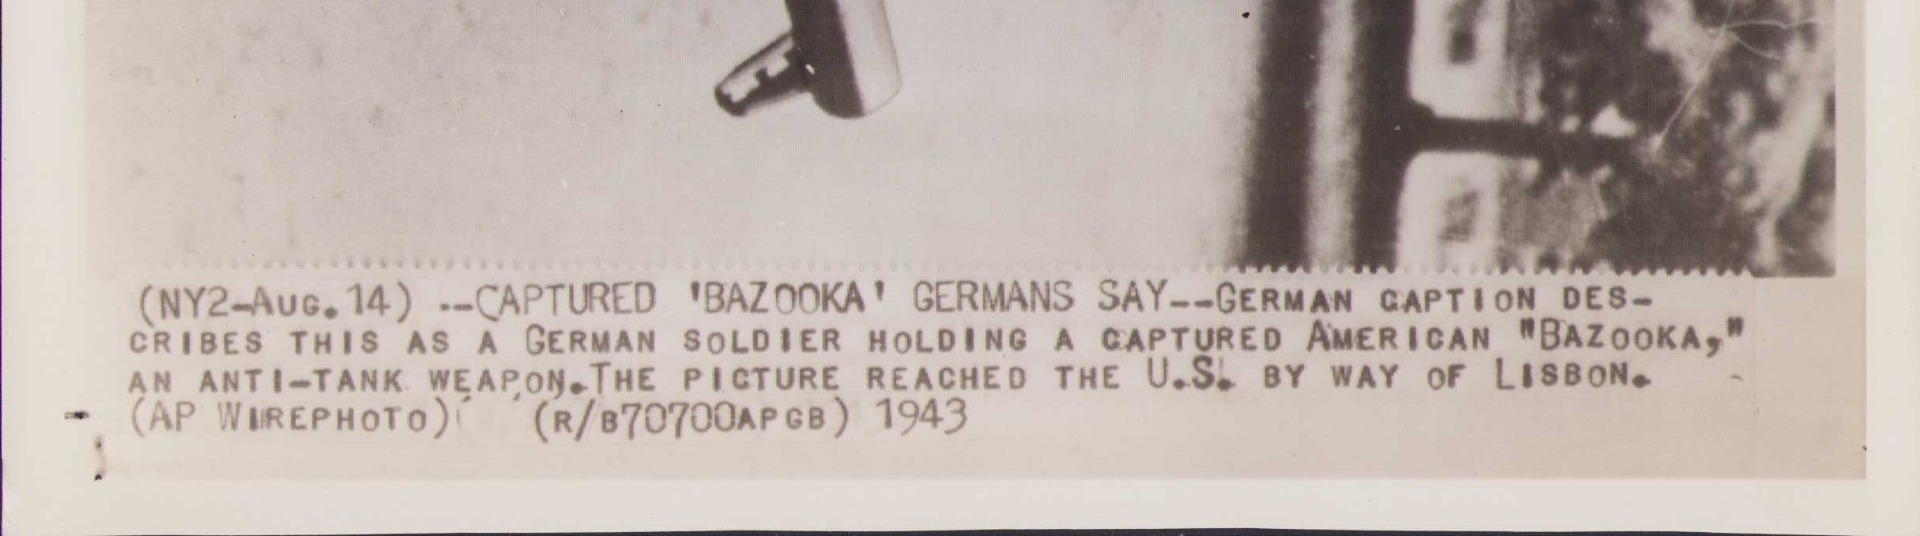 (NY2-AUG.14) --CAPTURED 'BAZOOKA' GERMANS SAY--GERMAN CAPTION DES-
CRIBES THIS AS A GERMAN SOLDIER HOLDING A CAPTURED AMERICAN "BAZOOKA,"
AN ANTI-TANK WEAPON.THE PICTURE REACHED THE U.S. BY WAY OF LISBON.
(AP WIREPHOTO) (R/B70700APGB) 1943